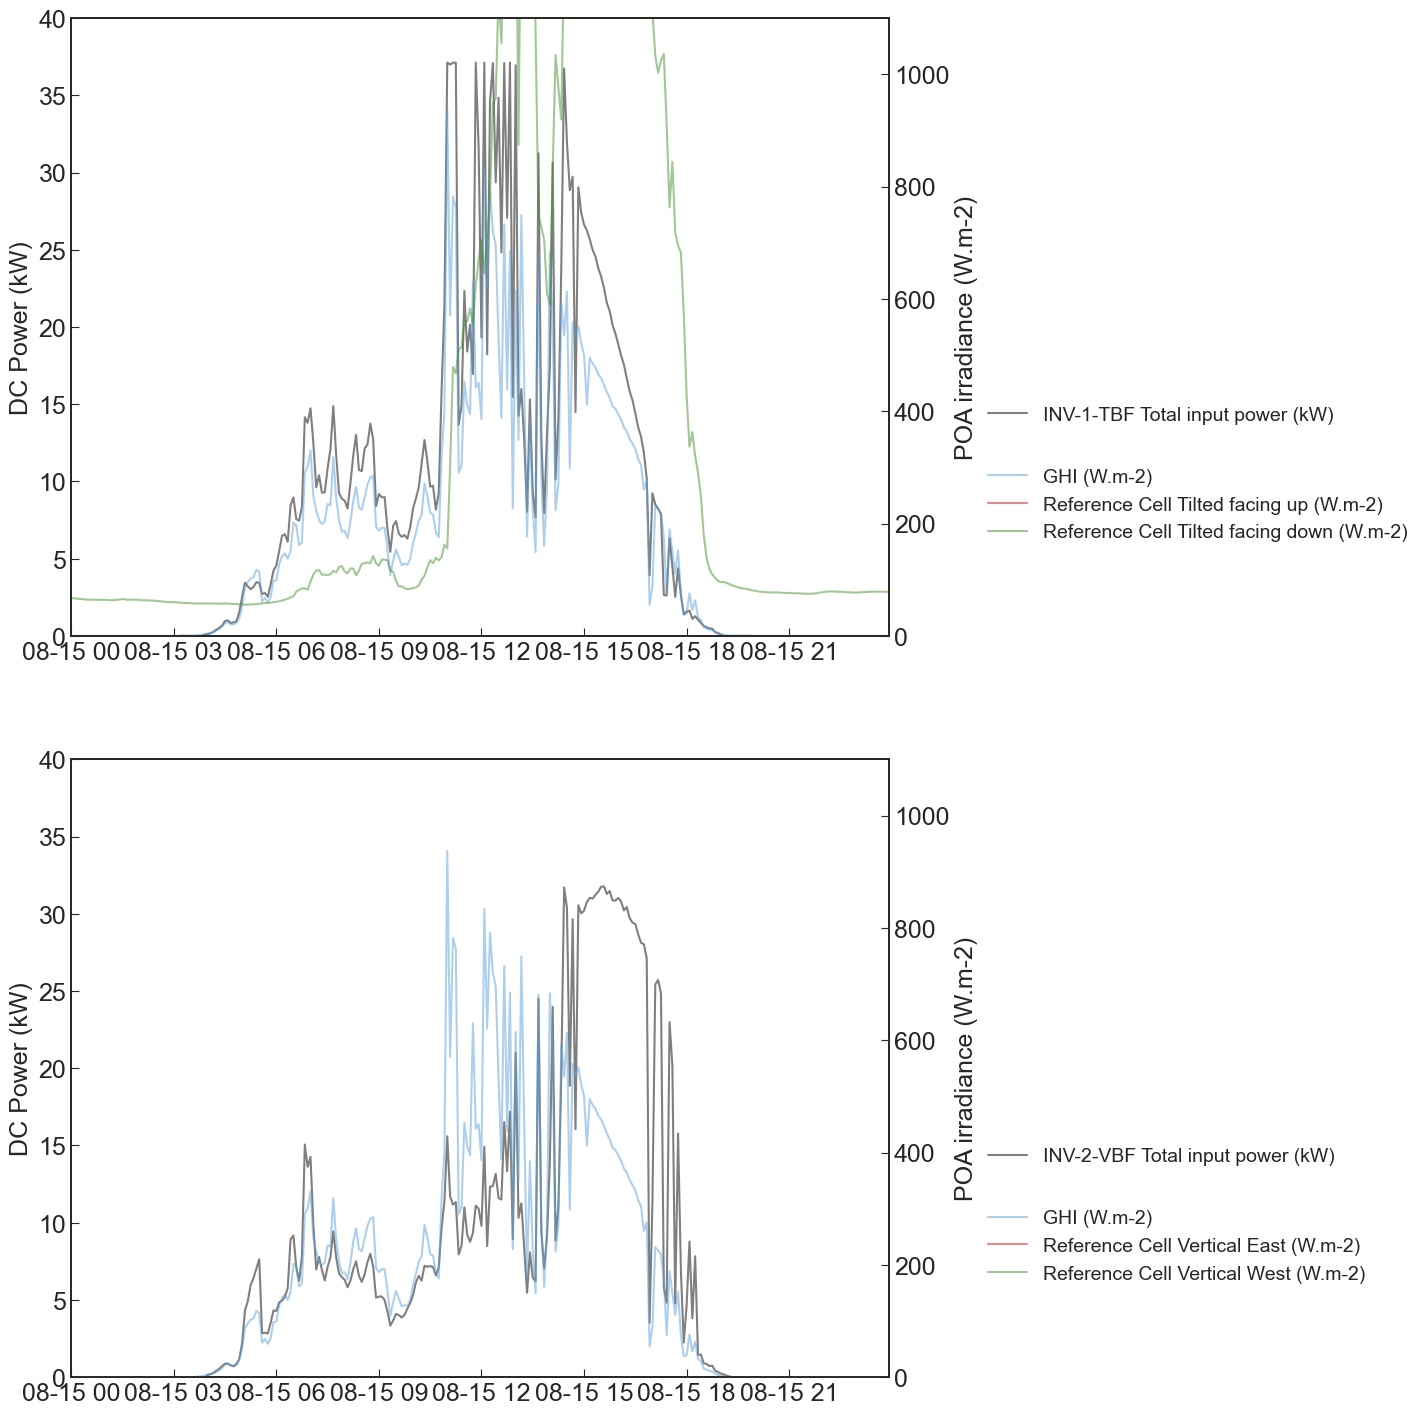 40
35
30
25
20
15
10
5
0
DC Power (kW)
1000
800
600
400
200
0
POA irradiance (W.m-2)
08-15 00 08-15 03 08-15 06 08-15 09 08-15 12 08-15 15 08-15 18 08-15 21
INV-1-TBF Total input power (kW)
GHI (W.m-2)
Reference Cell Tilted facing up (W.m-2)
Reference Cell Tilted facing down (W.m-2)
40
35
30
25
20
15
10
5
0
DC Power (kW)
1000
800
600
400
200
0
POA irradiance (W.m-2)
08-15 00 08-15 03 08-15 06 08-15 09 08-15 12 08-15 15 08-15 18 08-15 21
INV-2-VBF Total input power (kW)
GHI (W.m-2)
Reference Cell Vertical East (W.m-2)
Reference Cell Vertical West (W.m-2)